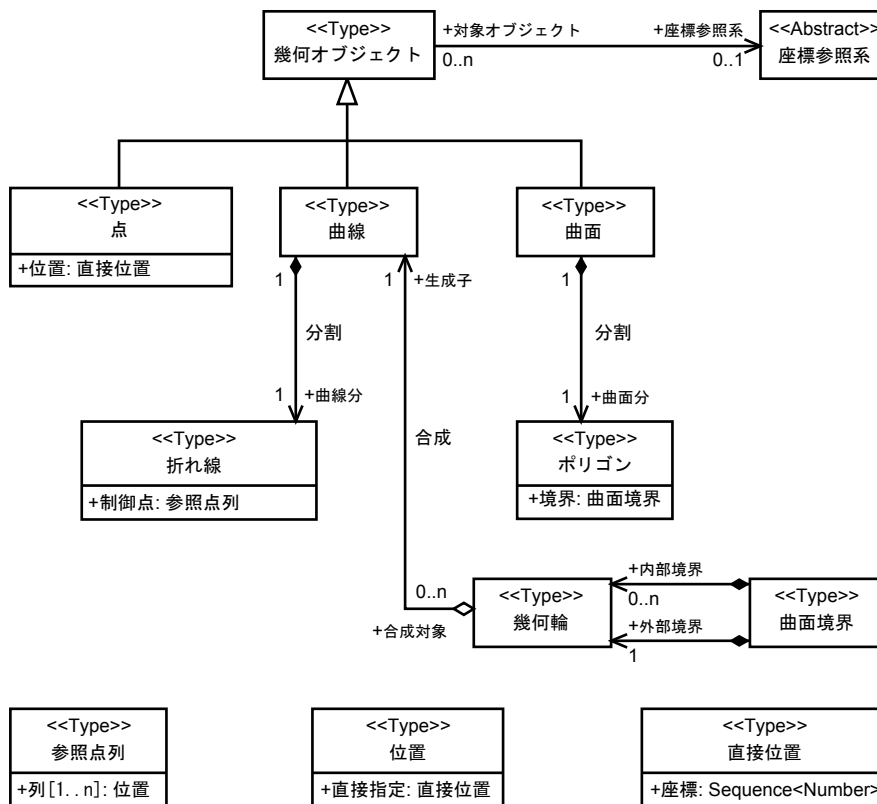 <<Type>>
幾何オブジェクト
+対象オブジェクト
0..n
+座標参照系
0..1
<<Abstract>>
座標参照系
<<Type>>
点
+位置: 直接位置
<<Type>>
曲線
<<Type>>
曲面
1
分割
1
+曲線分
1
+生成子
合成
1
分割
1
+曲面分
<<Type>>
折れ線
+制御点: 参照点列
<<Type>>
ポリゴン
+境界: 曲面境界
0..n
+合成対象
<<Type>>
幾何輪
+内部境界
0..n
+外部境界
1
<<Type>>
曲面境界
<<Type>>
参照点列
+列[1..n]: 位置
<<Type>>
位置
+直接指定: 直接位置
<<Type>>
直接位置
+座標: Sequence<Number>